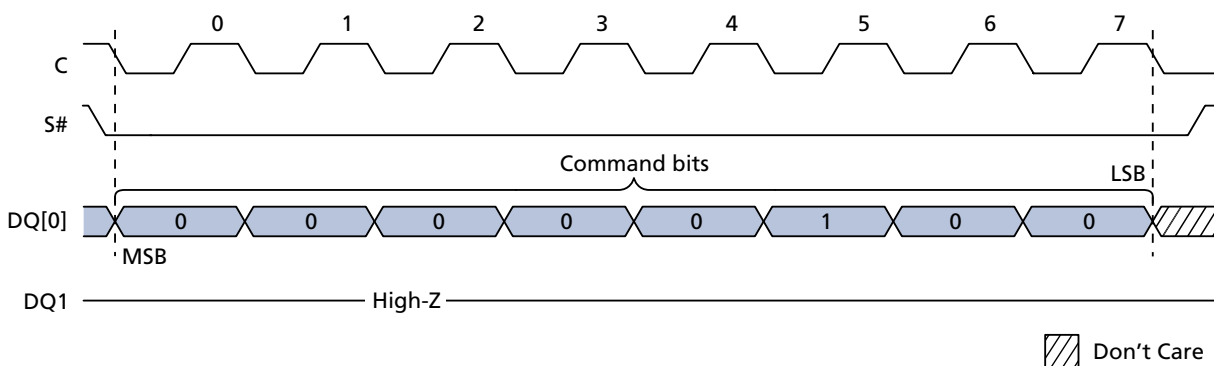 0 1 2 3 4 5 6 7
C
S#
Command bits
LSB
DQ[0] 0 0 0 0 0 1 0 0
MSB
DQ1 High-Z
Don't Care